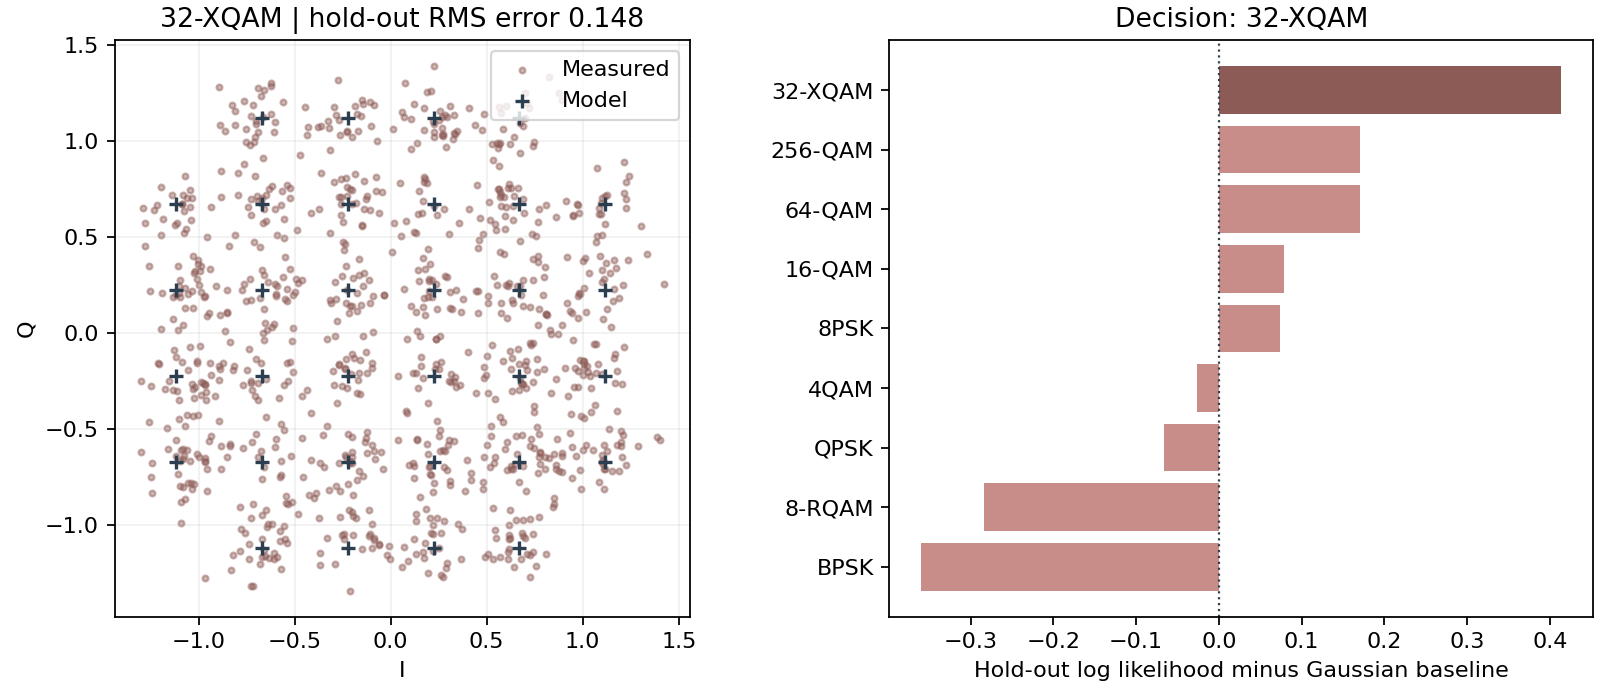 32-XQAM | hold-out RMS error 0.148
Measured
Model
1.5
1.0
0.5
0.0
−0.5
−1.0
Q
−1.0
−0.5
0.0
0.5
1.0
1.5
I
Decision: 32-XQAM
32-XQAM
256-QAM
64-QAM
16-QAM
8PSK
4QAM
QPSK
8-RQAM
BPSK
−0.3
−0.2
−0.1
0.0
0.1
0.2
0.3
0.4
Hold-out log likelihood minus Gaussian baseline